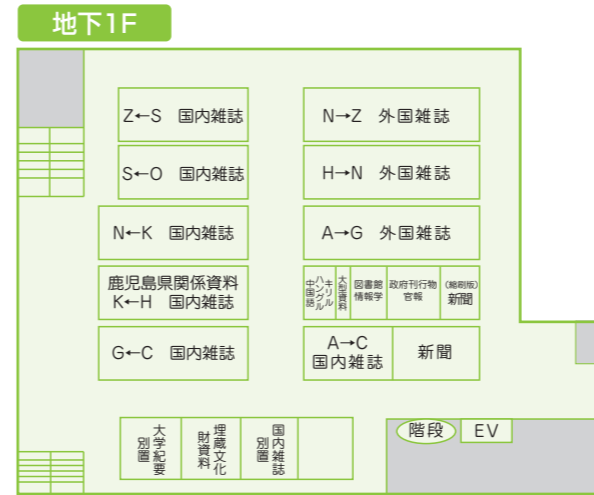 地下1F
Z←S 国内雑誌
N→Z 外国雑誌
S←O 国内雑誌
H→N 外国雑誌
N←K 国内雑誌
A→G 外国雑誌
鹿児島県関係資料
K←H 国内雑誌
キリル
ハングル
中国語
大型資料
図書館
情報学
政府刊行物
官報
(縮刷版)
新聞
G←C 国内雑誌
A→C
国内雑誌
新聞
大学紀要
別置
埋蔵文化
財資料
国内雑誌
別置
階段
EV